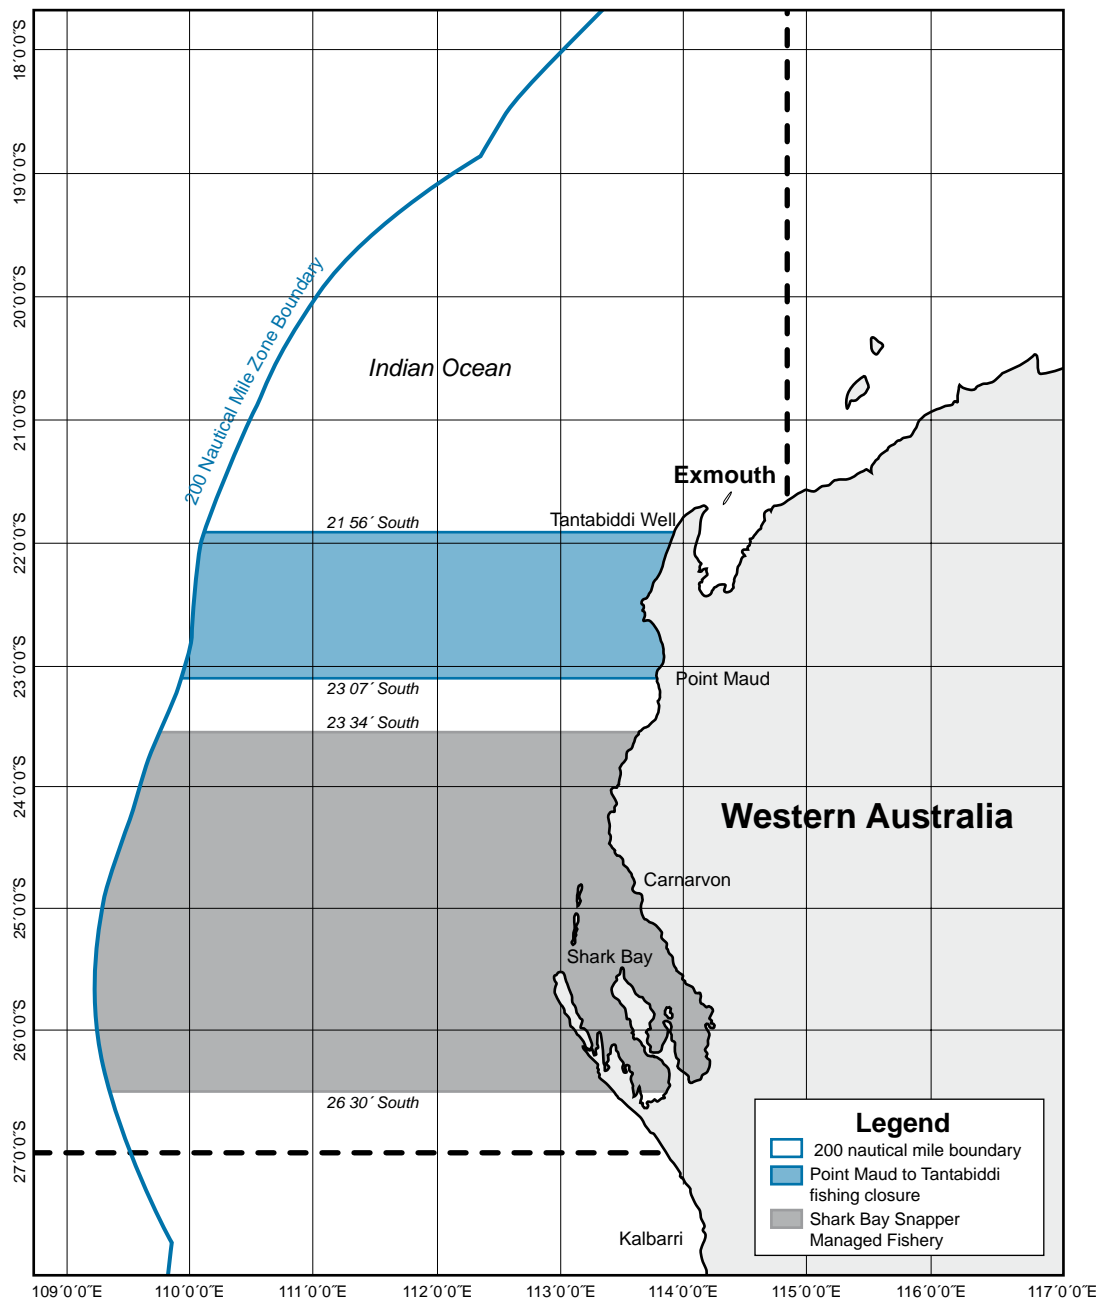 18°0´0˝S
19°0´0˝S
20°0´0˝S
21°0´0˝S
22°0´0˝S
23°0´0˝S
24°0´0˝S
25°0´0˝S
26°0´0˝S
27°0´0˝S
200 Nautical Mile Zone Boundary
Indian Ocean
Exmouth
Tantabiddi Well
21 56´ South
Point Maud
23 07´ South
23 34´ South
Western Australia
Carnarvon
Shark Bay
26 30´ South
Kalbarri
Legend
200 nautical mile boundary
Point Maud to Tantabiddi
fishing closure
Shark Bay Snapper
Managed Fishery
109°0´0˝E 110°0´0˝E 111°0´0˝E 112°0´0˝E 113°0´0˝E 114°0´0˝E 115°0´0˝E 116°0´0˝E 117°0´0˝E